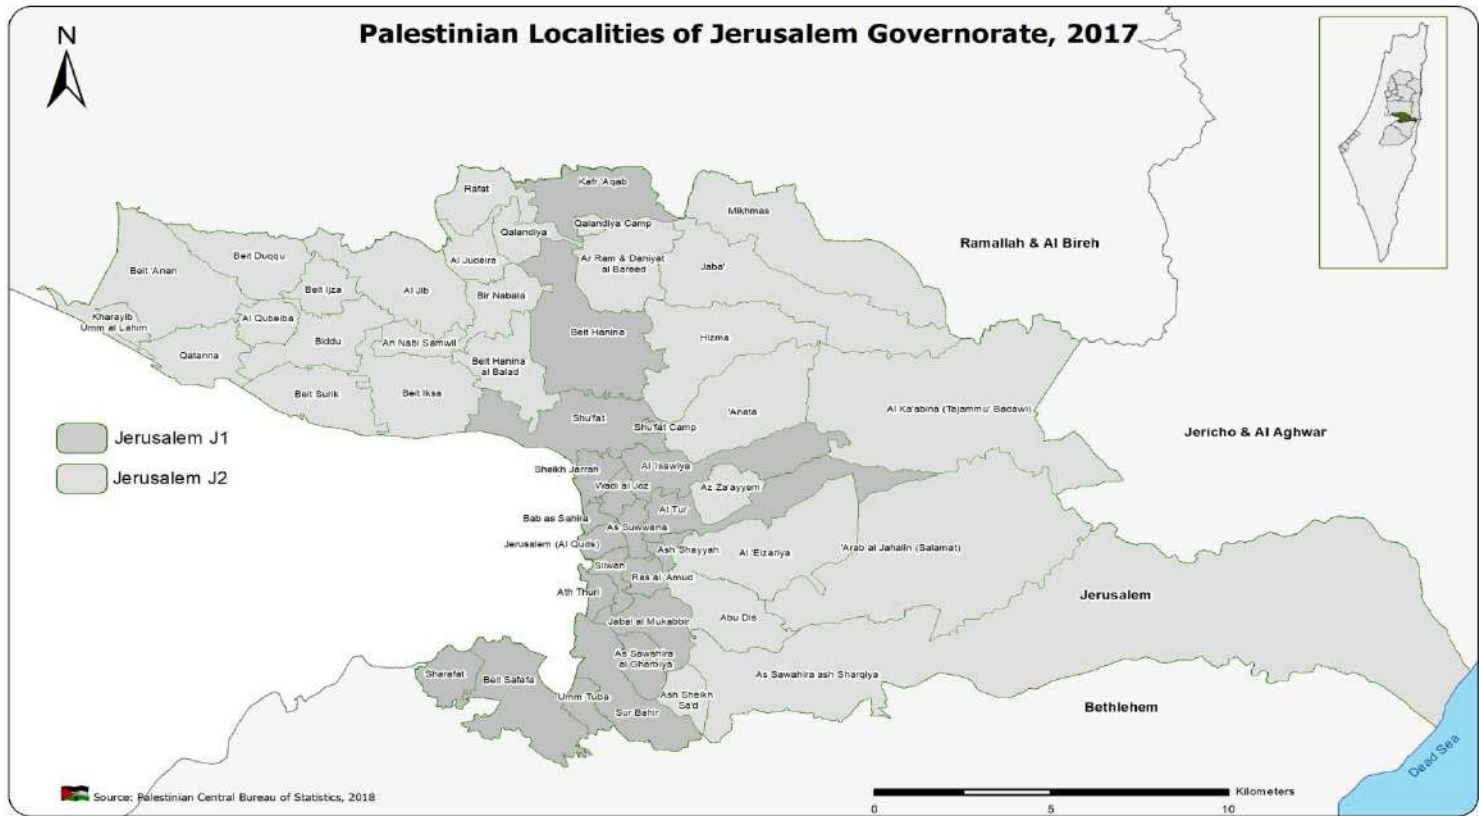 Palestinian Localities of Jerusalem Governorate, 2017
N
Kafr 'Aqab
Rafat
Mikhmas
Qalandiya Camp
Qalandiya
Ramallah & Al Bireh
Beit Duqqu
Al Judeira
Ar Ram & Dahiyat
al Bareed
Jaba'
Beit 'Anan
Beit Ijza
Al Jib
Bir Nabala
Kharayib
Umm al Lahim
Al Qubeiba
Beit Hanina
Hizma
Biddu
An Nabi Samwil
Qatanna
Beit Hanina
al Balad
Beit Surik
Beit Iksa
'Anata
Al Ka'abina (Tajammu' Badawi)
Shu'fat
Shu'fat Camp
Jericho & Al Aghwar
Jerusalem J1
Jerusalem J2
Sheikh Jarrah
Al Isawiya
Wadi al Joz
Az Za'ayyem
At Tur
Bab as Sahira
As Suwwana
Jerusalem (Al Quds)
Ash Shayyah
Al 'Eizariya
'Arab al Jahalin (Salamat)
Silwan
Ras al 'Amud
Ath Thuri
Jerusalem
Abu Dis
Jabal al Mukabbir
As Sawahira
al Gharbiya
Sharafat
Beit Safafa
As Sawahira ash Sharqiya
Umm Tuba
Ash Sheikh
Sa'd
Sur Bahir
Bethlehem
Dead Sea
Source: Palestinian Central Bureau of Statistics, 2018
Kilometers
0
5
10